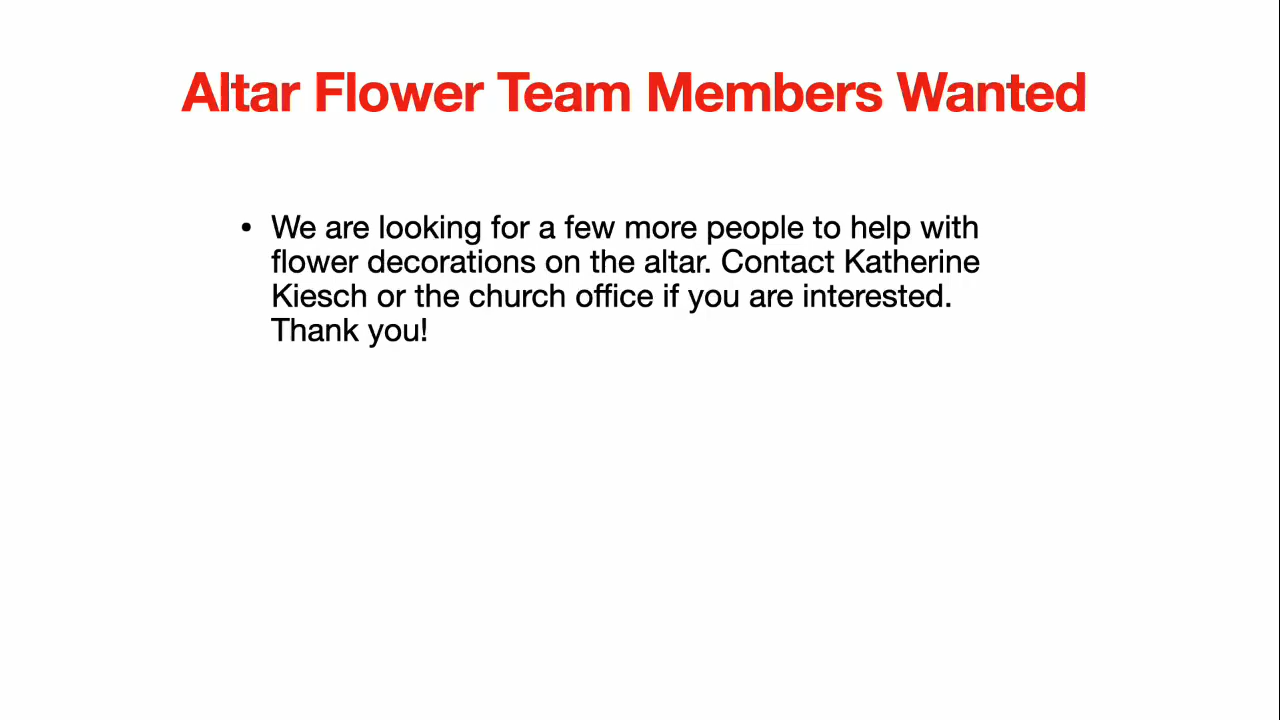 Altar Flower Team Members Wanted
• We are looking for a few more people to help with
flower decorations on the altar. Contact Katherine
Kiesch or the church office if you are interested.
Thank you!